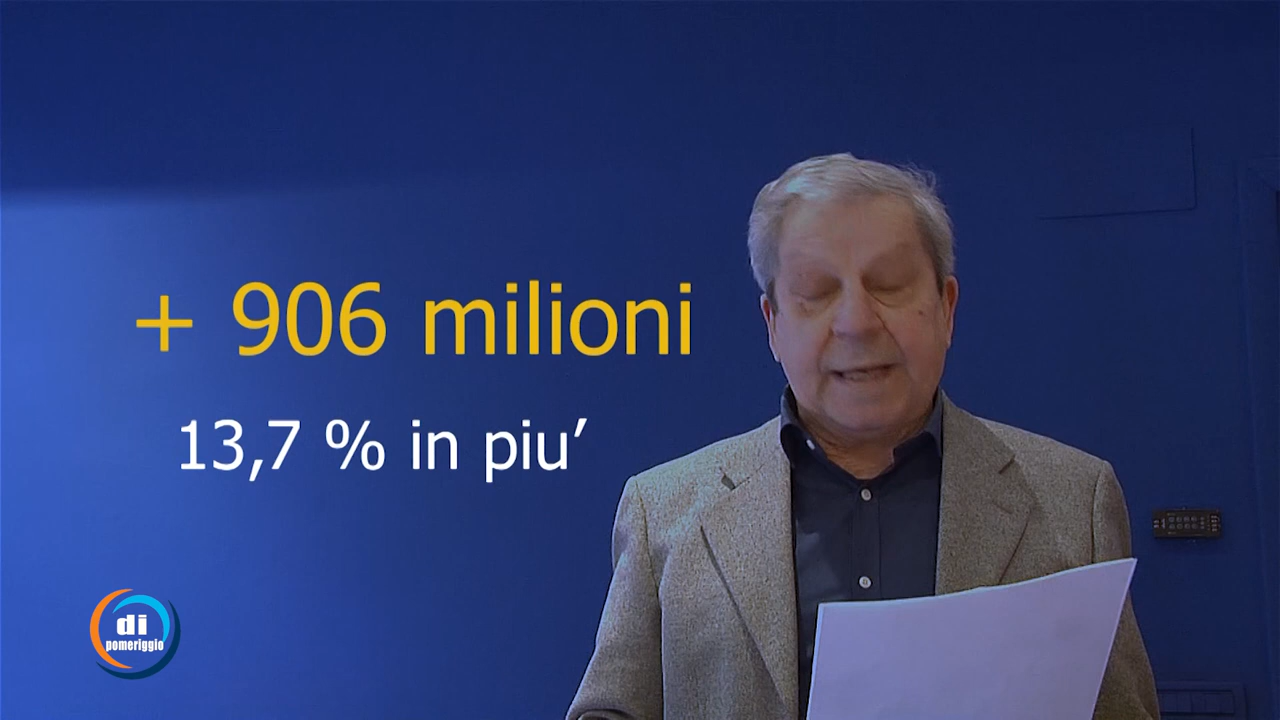 + 906 milioni
13,7 % in piu’
di
pomeriggio